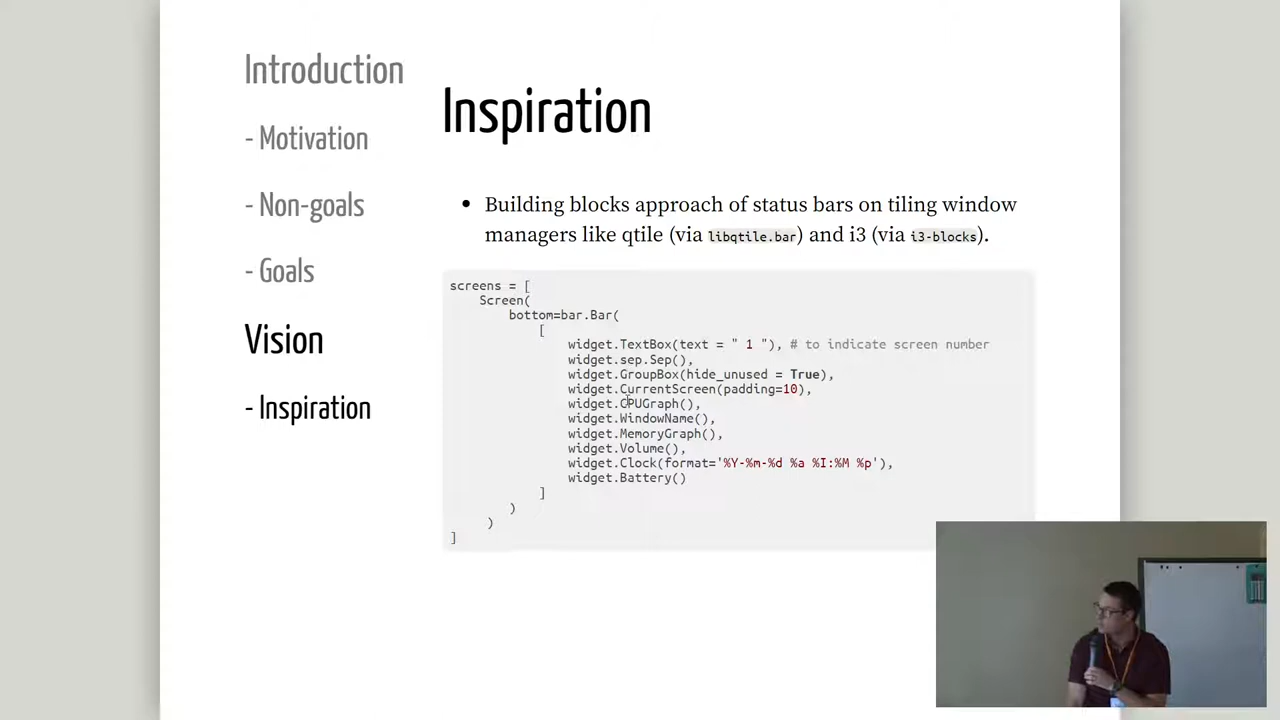 Introduction
- Motivation
- Non-goals
- Goals
Vision
- Inspiration
Inspiration
• Building blocks approach of status bars on tiling window
managers like qtile (via libqtile.bar) and i3 (via i3-blocks).
screens = [
    Screen(
        bottom=bar.Bar(
            [
                widget.TextBox(text = " 1 "), # to indicate screen number
                widget.sep.Sep(),
                widget.GroupBox(hide_unused = True),
                widget.CurrentScreen(padding=10),
                widget.CPUGraph(),
                widget.WindowName(),
                widget.MemoryGraph(),
                widget.Volume(),
                widget.Clock(format='%Y-%m-%d %a %I:%M %p'),
                widget.Battery()
            ]
        )
     )
]